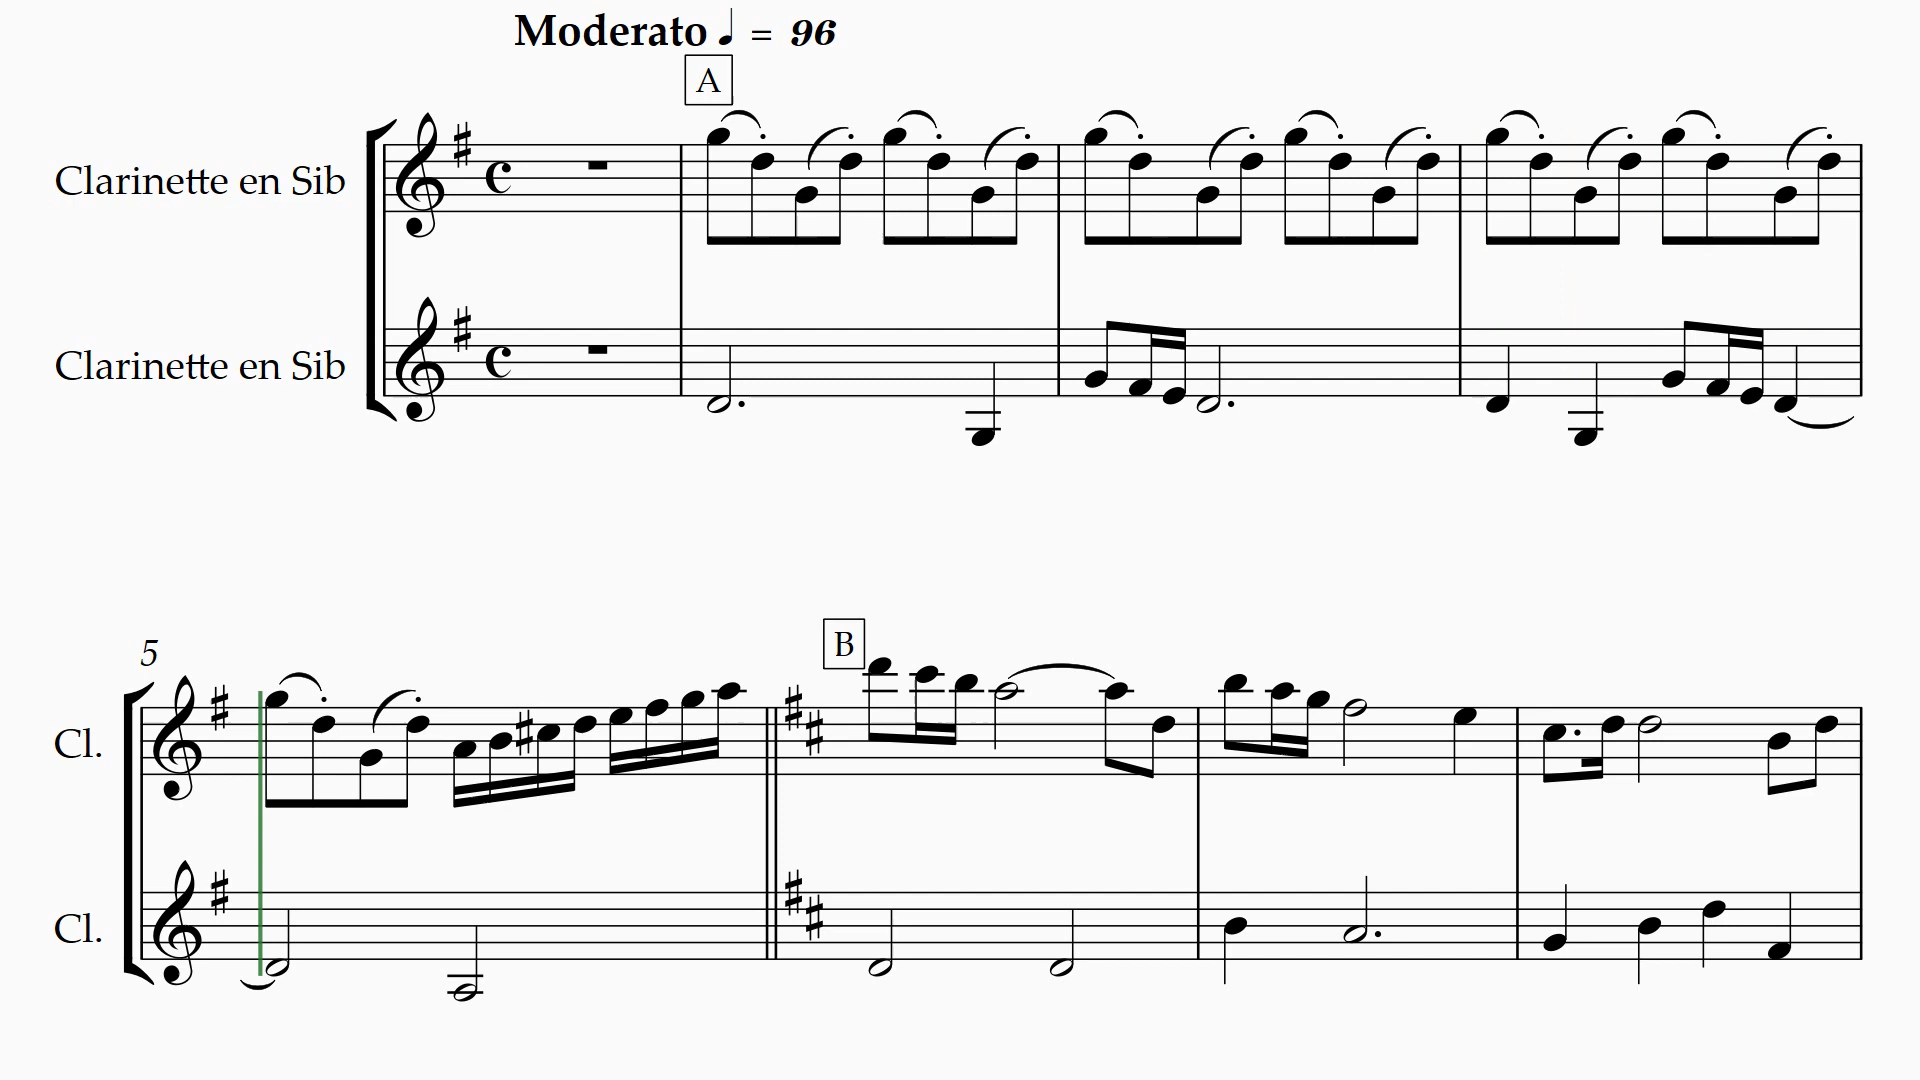 Moderato ♩ = 96
A
Clarinette en Sib
Clarinette en Sib
5
B
Cl.
Cl.